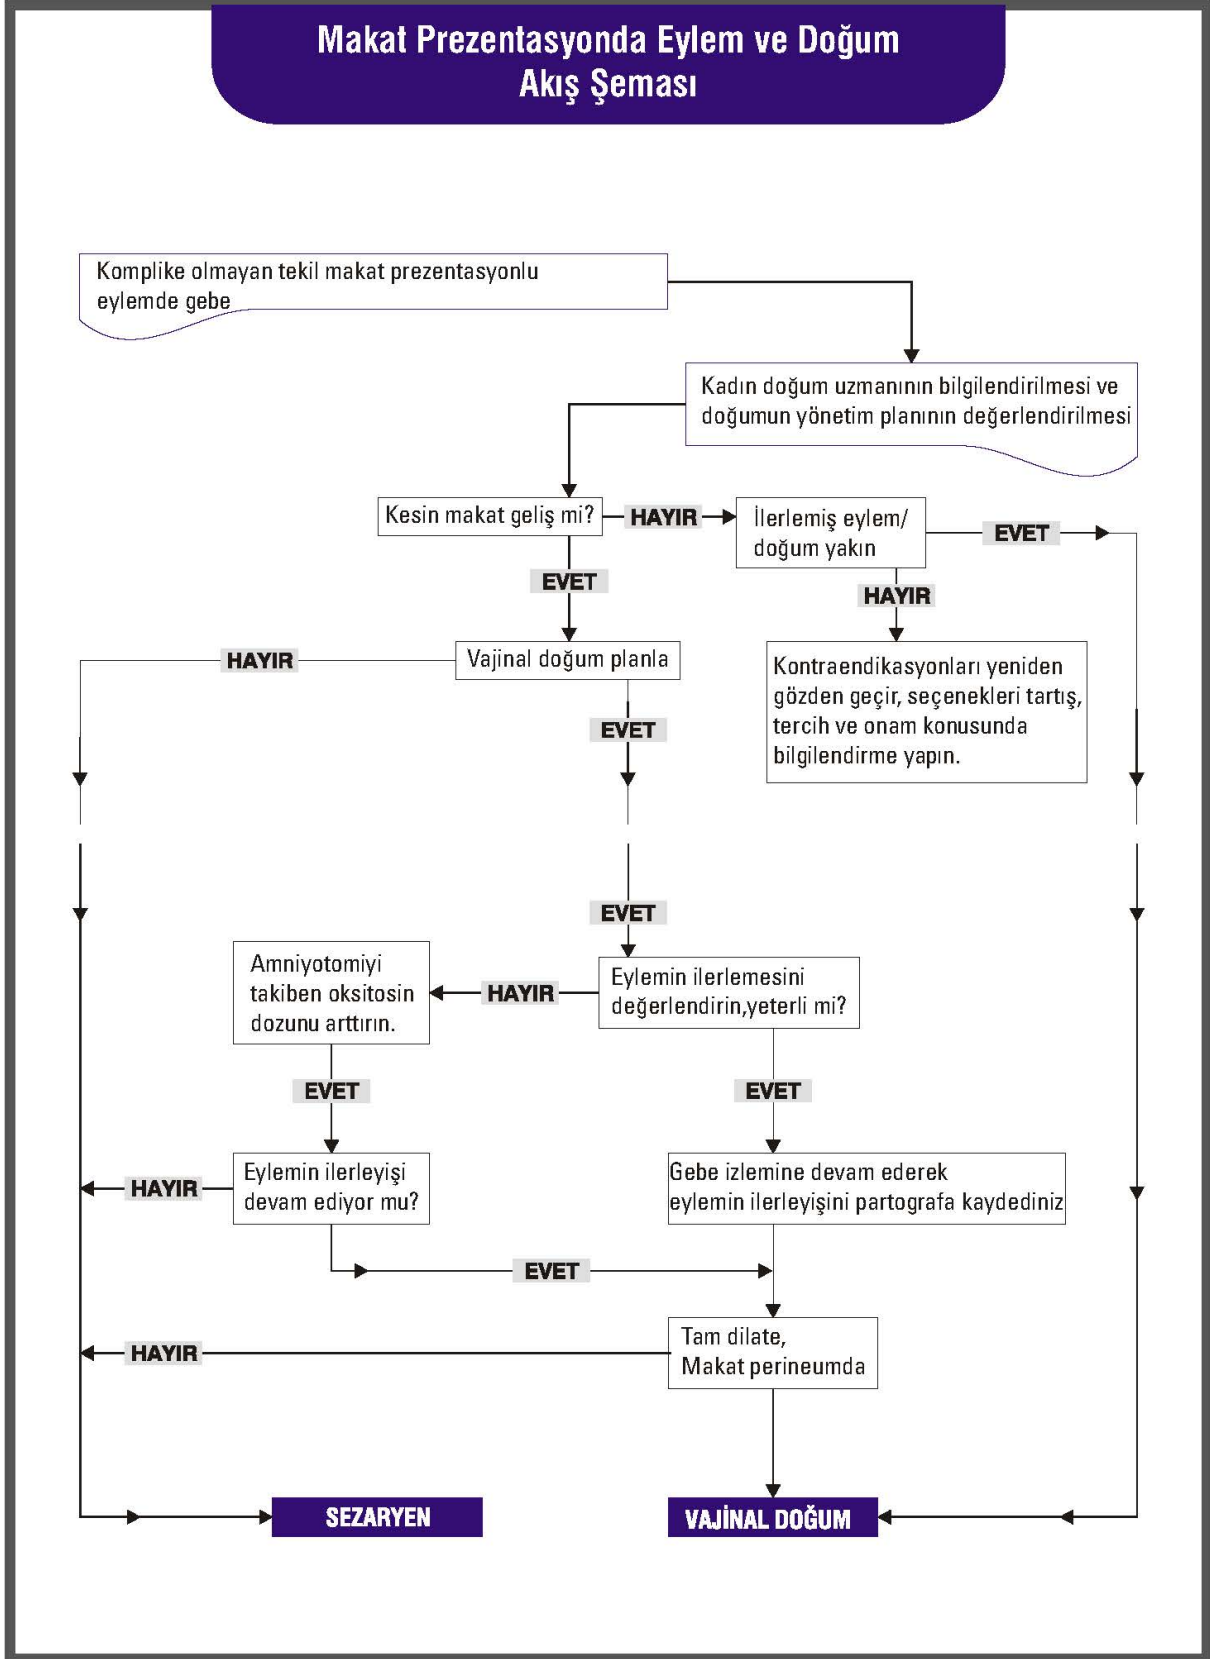 Makat Prezentasyonda Eylem ve Doğum
Akış Şeması
Komplike olmayan tekil makat prezentasyonlu
eylemde gebe
Kadın doğum uzmanının bilgilendirilmesi ve
doğumun yönetim planının değerlendirilmesi
Kesin makat geliş mi?
HAYIR
İlerlemiş eylem/
doğum yakın
EVET
EVET
HAYIR
HAYIR
Vajinal doğum planla
Kontraendikasyonları yeniden
gözden geçir, seçenekleri tartış,
tercih ve onam konusunda
bilgilendirme yapın.
EVET
EVET
Amniyotomiyi
takiben oksitosin
dozunu arttırın.
HAYIR
Eylemin ilerlemesini
değerlendirin,yeterli mi?
EVET
EVET
HAYIR
Eylemin ilerleyişi
devam ediyor mu?
Gebe izlemine devam ederek
eylemin ilerleyişini partografa kaydediniz
EVET
HAYIR
Tam dilate,
Makat perineumda
SEZARYEN
VAJİNAL DOĞUM